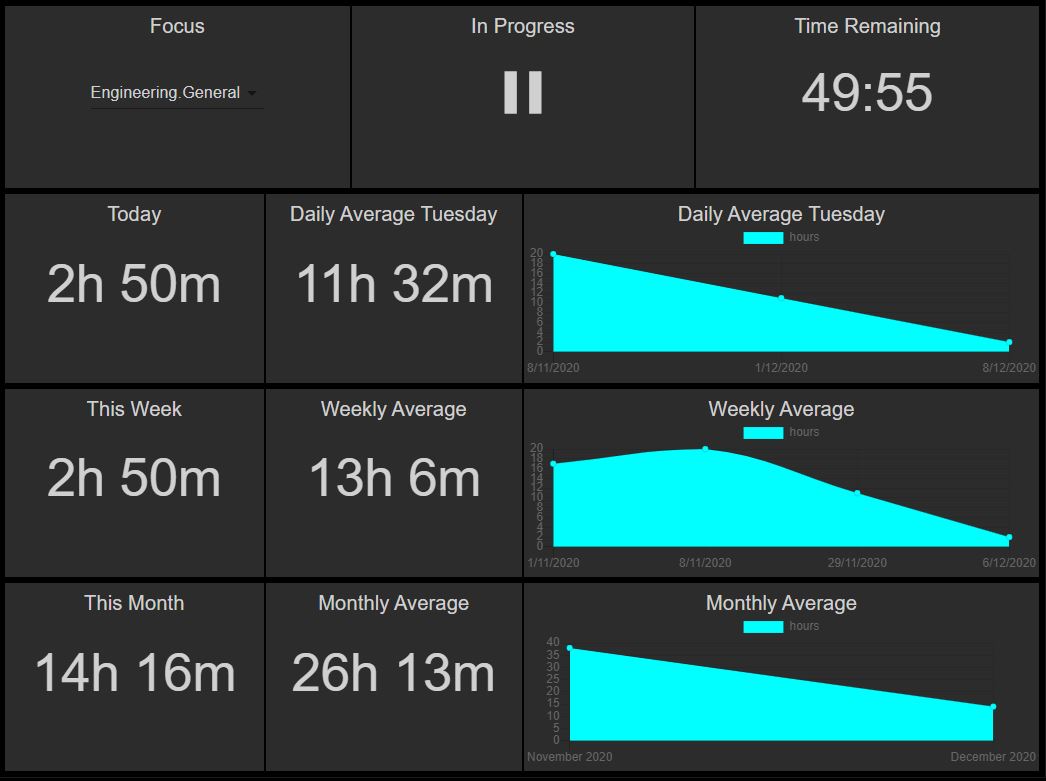 Focus
In Progress
Time Remaining
Engineering.General
49:55
Today
2h 50m
Daily Average Tuesday
11h 32m
Daily Average Tuesday
hours
20
18
16
14
12
10
8
6
4
2
0
8/11/2020
1/12/2020
8/12/2020
This Week
2h 50m
Weekly Average
13h 6m
Weekly Average
hours
20
18
16
14
12
10
8
6
4
2
0
1/11/2020
8/11/2020
29/11/2020
6/12/2020
This Month
14h 16m
Monthly Average
26h 13m
Monthly Average
hours
40
35
30
25
20
15
10
5
0
November 2020
December 2020